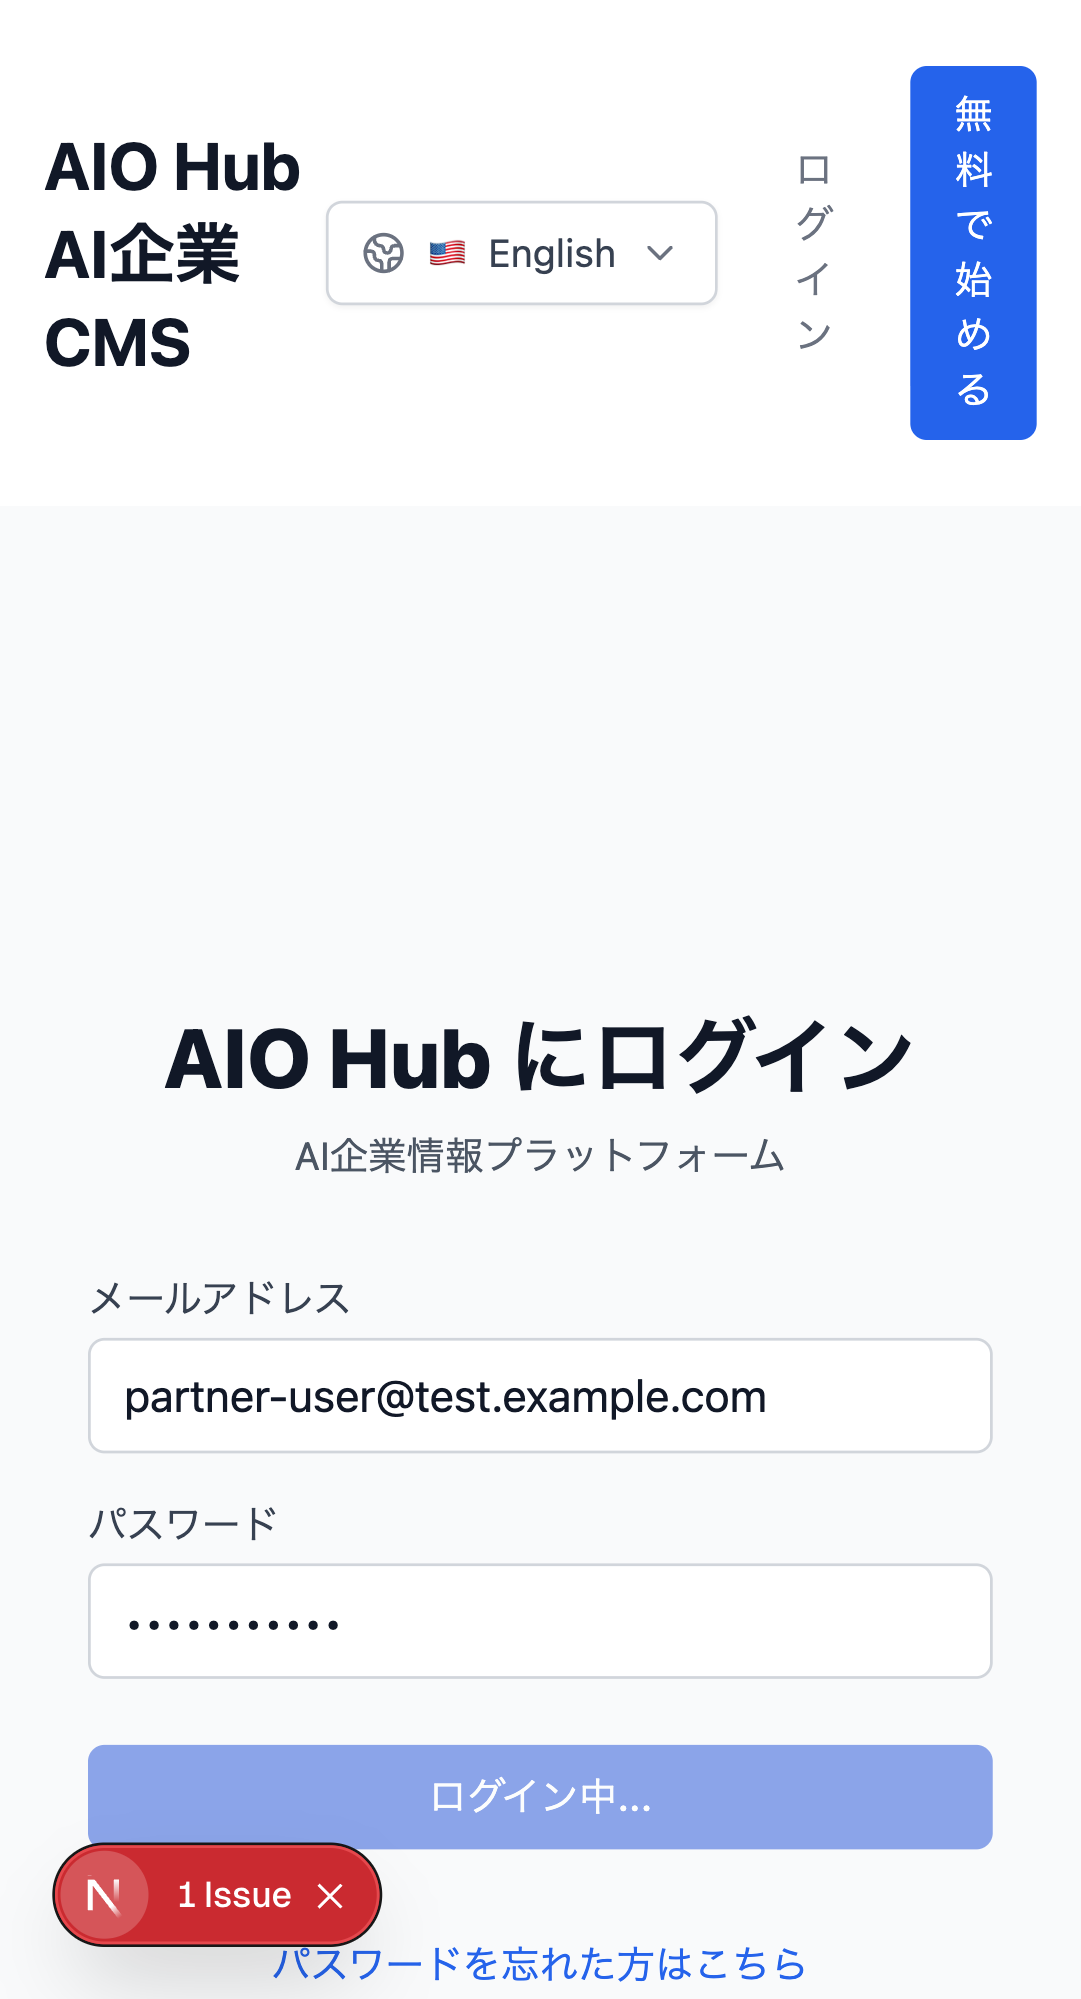 AIO Hub
AI企業
CMS
English
ログイン
無料で始める
AIO Hub にログイン
AI企業情報プラットフォーム
メールアドレス
partner-user@test.example.com
パスワード
•••••••••••
ログイン中...
N
1 Issue
パスワードを忘れた方はこちら